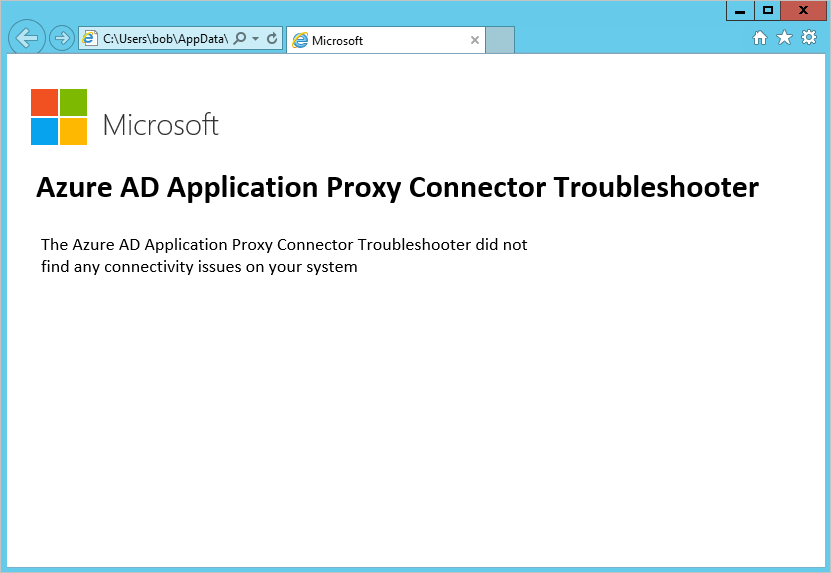 C:\Users\bob\AppData\
Microsoft
Microsoft
Azure AD Application Proxy Connector Troubleshooter
The Azure AD Application Proxy Connector Troubleshooter did not
find any connectivity issues on your system